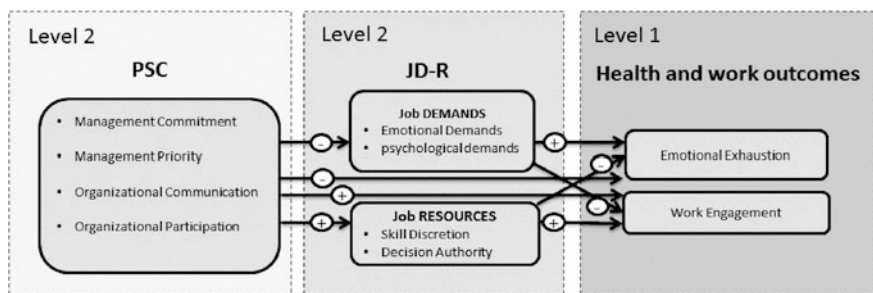 Level 2
PSC
• Management Commitment
• Management Priority
• Organizational Communication
• Organizational Participation
-
-
+
+
Level 2
JD-R
Job DEMANDS
• Emotional Demands
• psychological demands
Job RESOURCES
• Skill Discretion
• Decision Authority
+
-
-
+
Level 1
Health and work outcomes
Emotional Exhaustion
Work Engagement